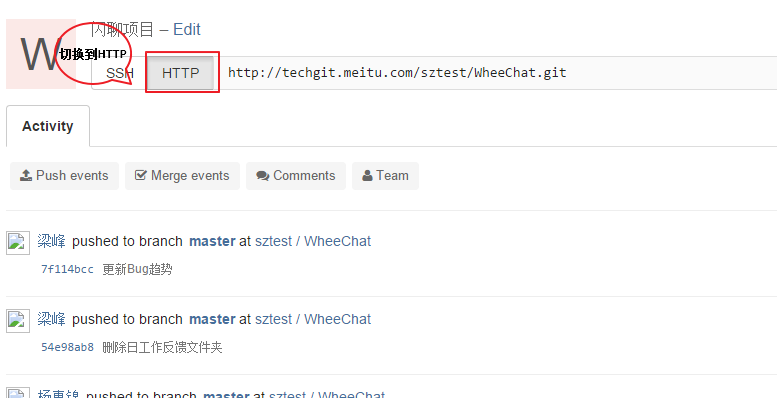 闪聊项目 – Edit
W
切换到HTTP
SSH HTTP http://techgit.meitu.com/sztest/WheeChat.git
Activity
Push events Merge events Comments Team
梁峰 pushed to branch master at sztest / WheeChat
7f114bcc 更新Bug趋势
梁峰 pushed to branch master at sztest / WheeChat
54e98ab8 删除日工作反馈文件夹
pushed to branch master at sztest / WheeChat